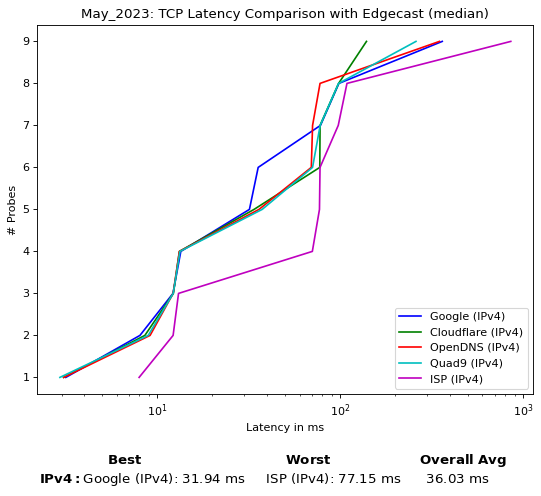 May_2023: TCP Latency Comparison with Edgecast (median)
# Probes
9
8
7
6
5
4
3
2
1
Google (IPv4)
Cloudflare (IPv4)
OpenDNS (IPv4)
Quad9 (IPv4)
ISP (IPv4)
10¹ 10² 10³
Latency in ms
Best Worst Overall Avg
IPv4: Google (IPv4): 31.94 ms ISP (IPv4): 77.15 ms 36.03 ms